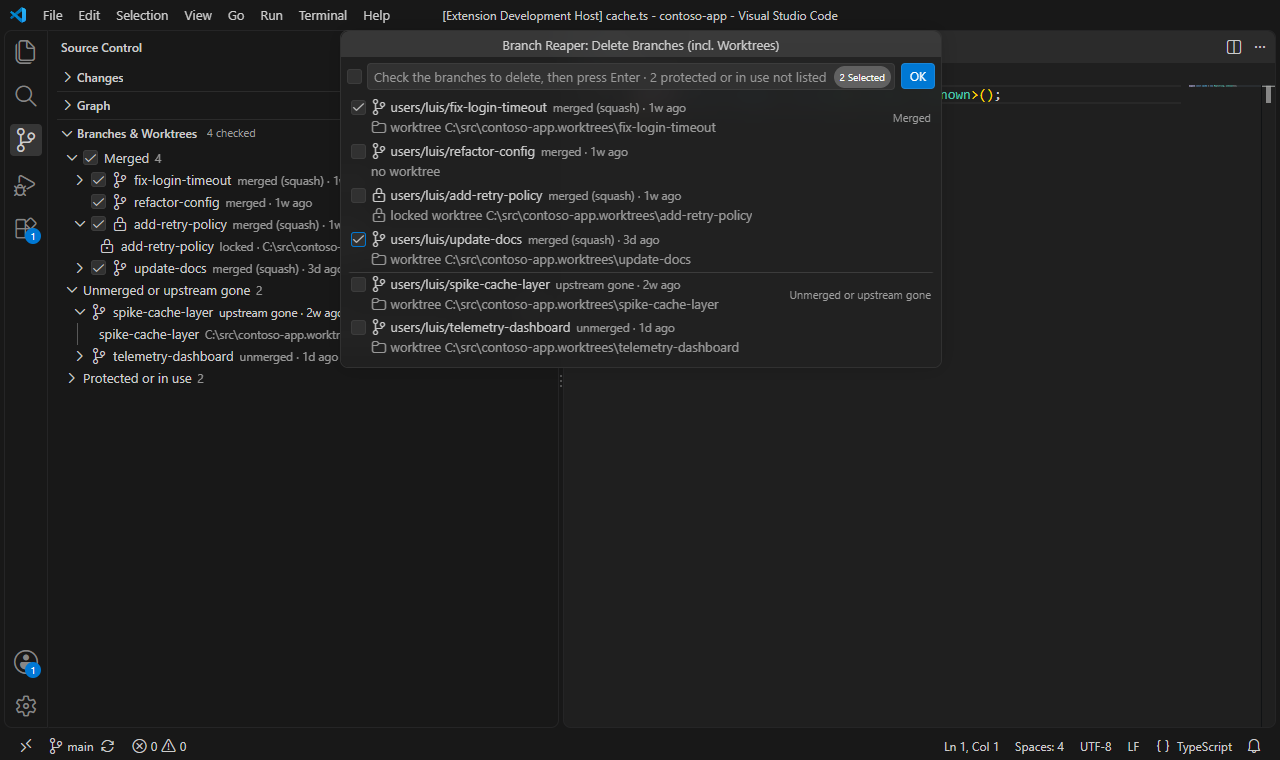 File Edit Selection View Go Run Terminal Help [Extension Development Host] cache.ts - contoso-app - Visual Studio Code
Source Control
Changes
Graph
Branches & Worktrees 4 checked
Merged 4
fix-login-timeout merged (squash) · 1w
refactor-config merged · 1w ago
add-retry-policy merged (squash) · 1w
add-retry-policy locked · C:\src\contoso-
update-docs merged (squash) · 3d ago
Unmerged or upstream gone 2
spike-cache-layer upstream gone · 2w ago
spike-cache-layer C:\src\contoso-app.worktr
telemetry-dashboard unmerged · 1d ago
Protected or in use 2
Branch Reaper: Delete Branches (incl. Worktrees)
Check the branches to delete, then press Enter · 2 protected or in use not listed 2 Selected OK
users/luis/fix-login-timeout merged (squash) · 1w ago
worktree C:\src\contoso-app.worktrees\fix-login-timeout
Merged
users/luis/refactor-config merged · 1w ago
no worktree
users/luis/add-retry-policy merged (squash) · 1w ago
locked worktree C:\src\contoso-app.worktrees\add-retry-policy
users/luis/update-docs merged (squash) · 3d ago
worktree C:\src\contoso-app.worktrees\update-docs
users/luis/spike-cache-layer upstream gone · 2w ago
worktree C:\src\contoso-app.worktrees\spike-cache-layer
Unmerged or upstream gone
users/luis/telemetry-dashboard unmerged · 1d ago
worktree C:\src\contoso-app.worktrees\telemetry-dashboard
nown>();
1
1
main 0 0 Ln 1, Col 1 Spaces: 4 UTF-8 LF { } TypeScript